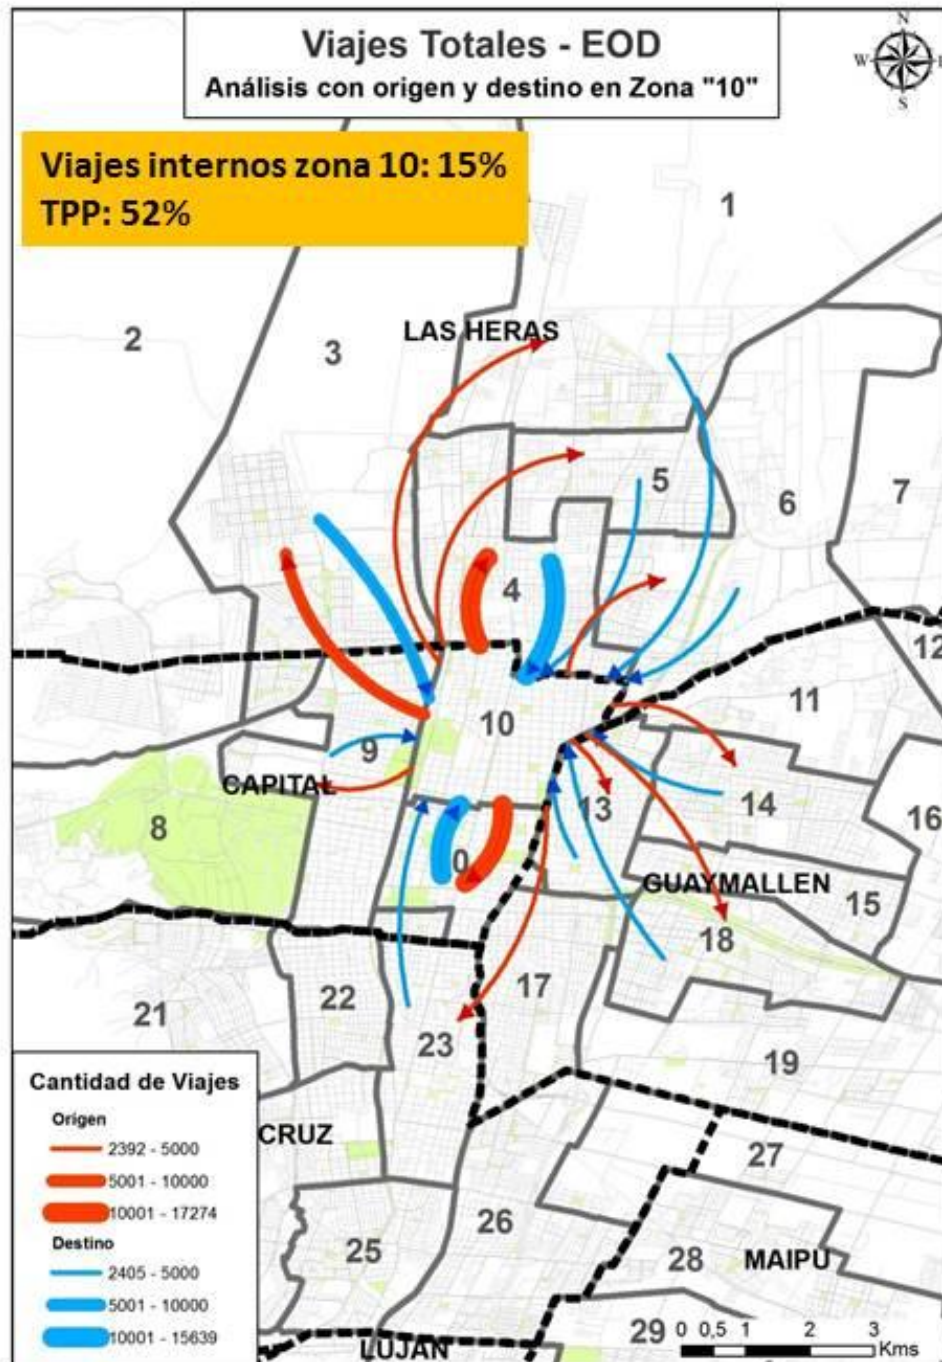 Viajes Totales - EOD
Análisis con origen y destino en Zona "10"
N
W
S
Viajes internos zona 10: 15%
TPP: 52%
1
2
3
LAS HERAS
5
6
7
4
12
11
10
9
CAPITAL
8
13
14
16
0
GUAYMALLEN
15
18
17
21
22
23
19
CRUZ
27
26
25
28
MAIPÚ
29
LUJAN
Cantidad de Viajes
Origen
2392 - 5000
5001 - 10000
10001 - 17274
Destino
2405 - 5000
5001 - 10000
10001 - 15639
0 0,5 1 2 3
Kms